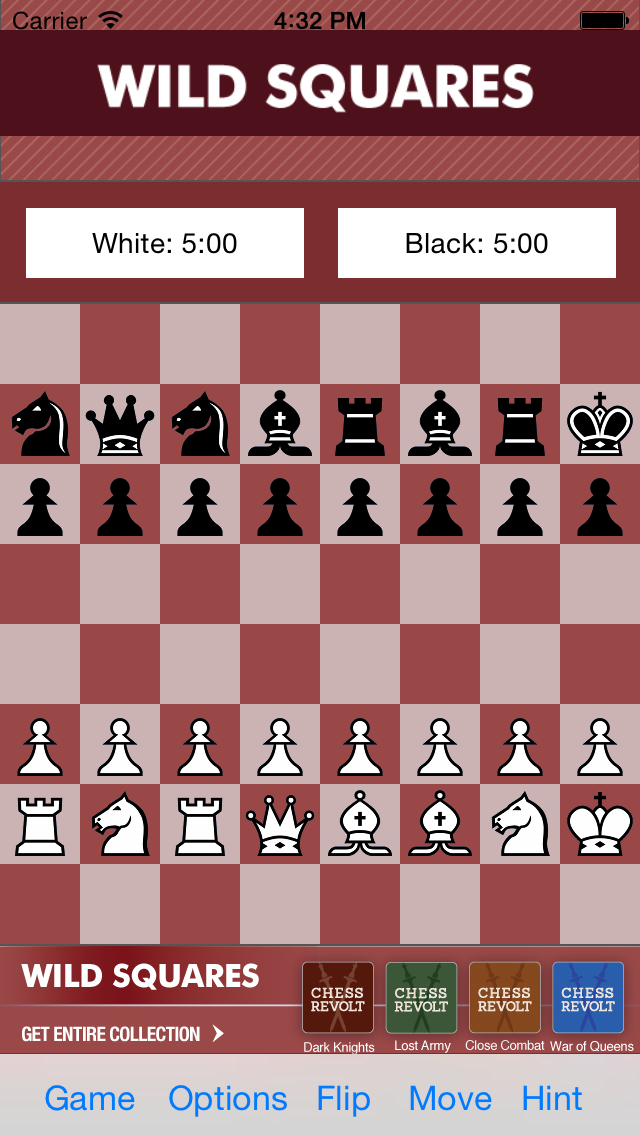 Carrier 4:32 PM
WILD SQUARES
White: 5:00 Black: 5:00
WILD SQUARES
GET ENTIRE COLLECTION
CHESS
REVOLT
Dark Knights
CHESS
REVOLT
Lost Army
CHESS
REVOLT
Close Combat
CHESS
REVOLT
War of Queens
Game Options Flip Move Hint